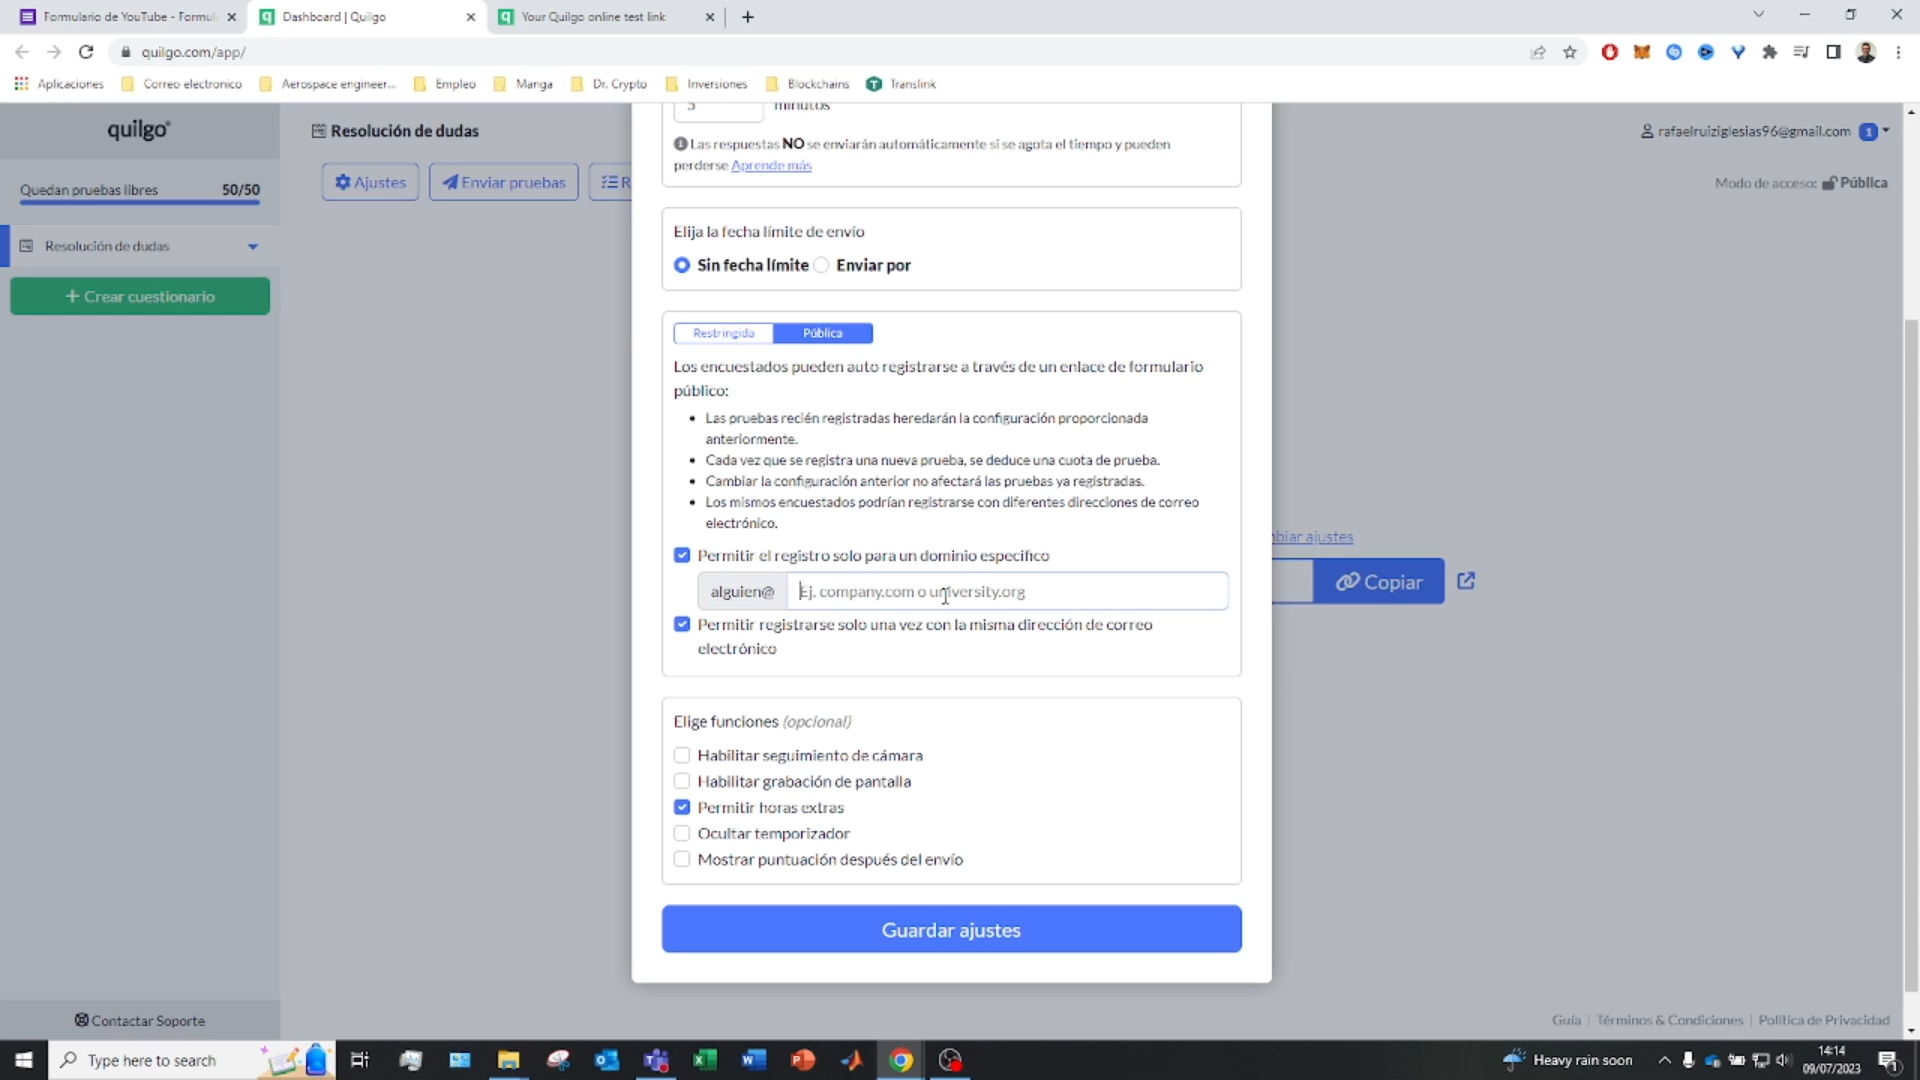 Formulario de YouTube - Formul
Dashboard | Quilgo
Your Quilgo online test link
quilgo.com/app/
Aplicaciones
Correo electronico
Aerospace engineer...
Empleo
Manga
Dr. Crypto
Inversiones
Blockchains
Translink
quilgo
Resolución de dudas
rafaelruiziglesias96@gmail.com 1
Quedan pruebas libres 50/50
Ajustes
Enviar pruebas
R
Modo de acceso: Pública
Resolución de dudas
+ Crear cuestionario
5 minutos
Las respuestas NO se enviarán automáticamente si se agota el tiempo y pueden
perderse Aprende más
Elija la fecha límite de envío
Sin fecha límite Enviar por
Restringida Pública
Los encuestados pueden auto registrarse a través de un enlace de formulario
público:
• Las pruebas recién registradas heredarán la configuración proporcionada
anteriormente.
• Cada vez que se registra una nueva prueba, se deduce una cuota de prueba.
• Cambiar la configuración anterior no afectará las pruebas ya registradas.
• Los mismos encuestados podrían registrarse con diferentes direcciones de correo
electrónico.
Permitir el registro solo para un dominio específico
alguien@ Ej. company.com o university.org
Permitir registrarse solo una vez con la misma dirección de correo
electrónico
biar ajustes
Copiar
Elige funciones (opcional)
Habilitar seguimiento de cámara
Habilitar grabación de pantalla
Permitir horas extras
Ocultar temporizador
Mostrar puntuación después del envío
Guardar ajustes
Contactar Soporte
Guía | Términos & Condiciones | Política de Privacidad
Type here to search
Heavy rain soon
14:14
09/07/2023
1